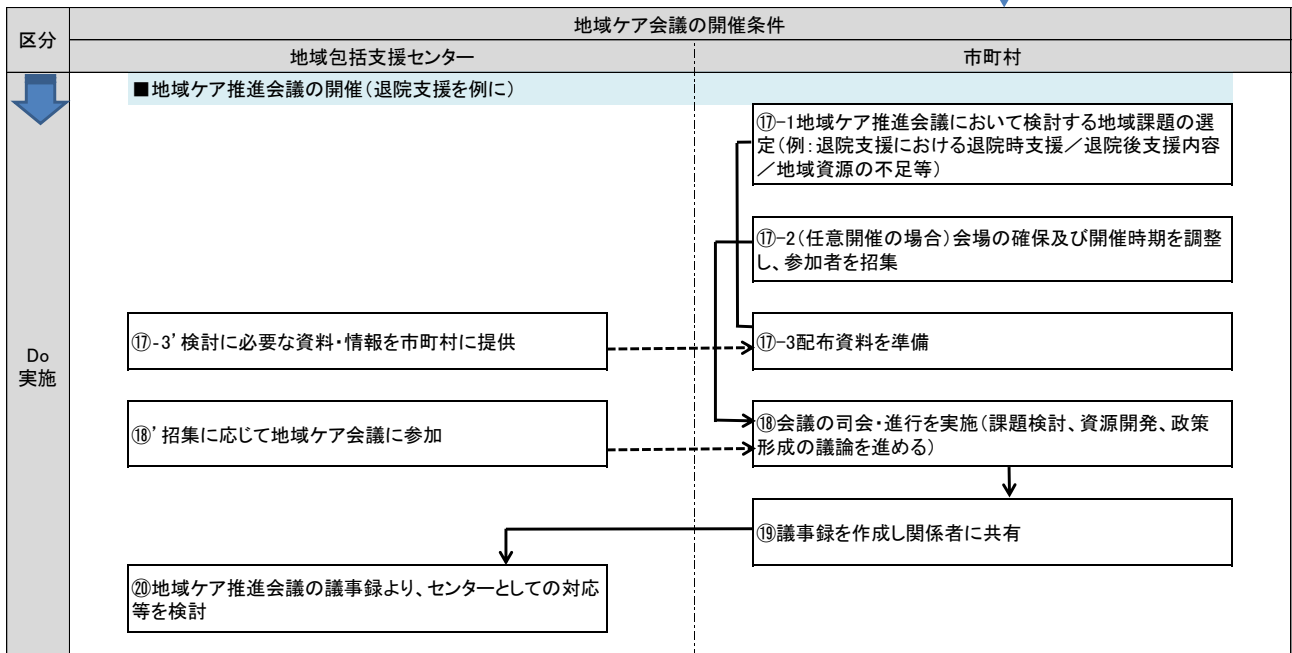 区分
地域ケア会議の開催条件
地域包括支援センター
市町村
■地域ケア推進会議の開催(退院支援を例に)
⑰-1地域ケア推進会議において検討する地域課題の選
定(例:退院支援における退院時支援/退院後支援内容
/地域資源の不足等)
⑰-2(任意開催の場合)会場の確保及び開催時期を調整
し、参加者を招集
⑰-3’検討に必要な資料・情報を市町村に提供
⑰-3配布資料を準備
Do
実施
⑱’招集に応じて地域ケア会議に参加
⑱会議の司会・進行を実施(課題検討、資源開発、政策
形成の議論を進める)
⑲議事録を作成し関係者に共有
⑳地域ケア推進会議の議事録より、センターとしての対応
等を検討